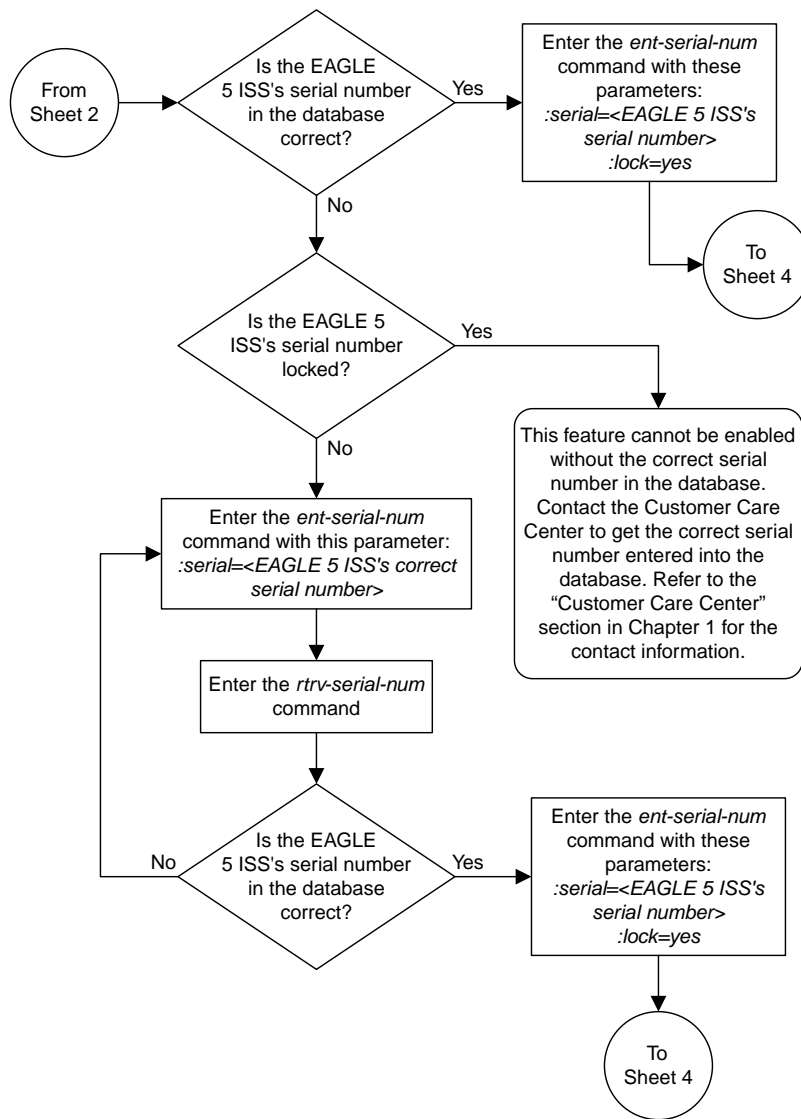 From
Sheet 2
Is the EAGLE
5 ISS's serial number
in the database
correct?
Yes
Enter the ent-serial-num
command with these
parameters:
:serial=<EAGLE 5 ISS's
serial number>
:lock=yes
No
To
Sheet 4
Is the EAGLE 5
ISS's serial number
locked?
Yes
No
This feature cannot be enabled
without the correct serial
number in the database.
Contact the Customer Care
Center to get the correct serial
number entered into the
database. Refer to the
“Customer Care Center”
section in Chapter 1 for the
contact information.
Enter the ent-serial-num
command with this parameter:
:serial=<EAGLE 5 ISS's correct
serial number>
Enter the rtrv-serial-num
command
Is the EAGLE
5 ISS's serial number
in the database
correct?
No
Yes
Enter the ent-serial-num
command with these
parameters:
:serial=<EAGLE 5 ISS's
serial number>
:lock=yes
To
Sheet 4